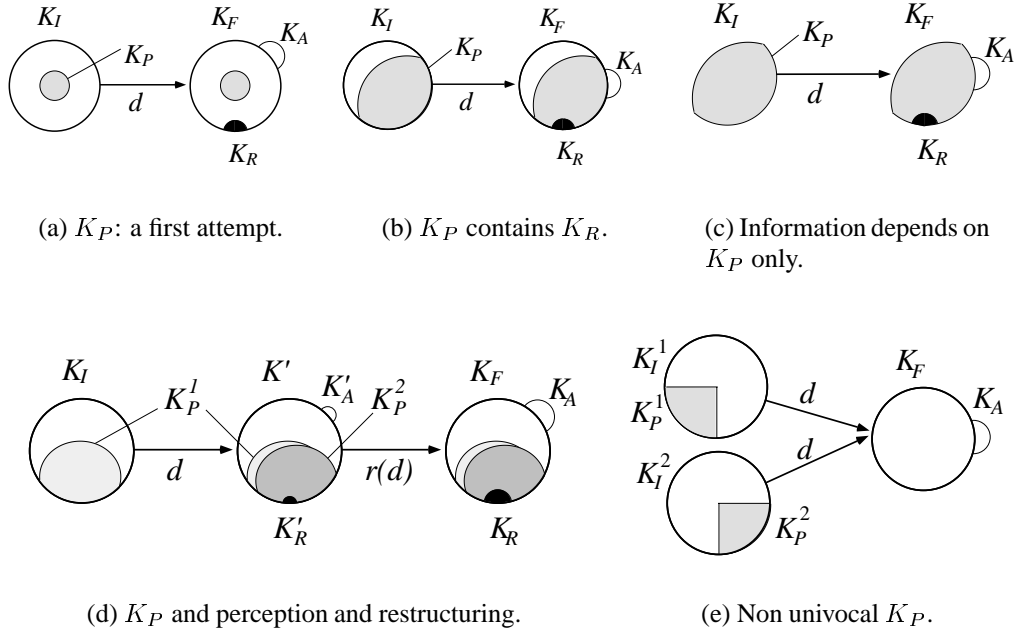 K_I K_F K_A K_P d K_R
K_I K_F K_P K_A d K_R
K_I K_F K_P K_A d K_R
(a) K_P: a first attempt.
(b) K_P contains K_R.
(c) Information depends on
K_P only.
K_I K_P^1 K' K'_A K_P^2 K_F K_A
d r(d)
K'_R K_R
K_I^1 K_P^1 d K_F K_A
K_I^2 K_P^2 d
(d) K_P and perception and restructuring.
(e) Non univocal K_P.